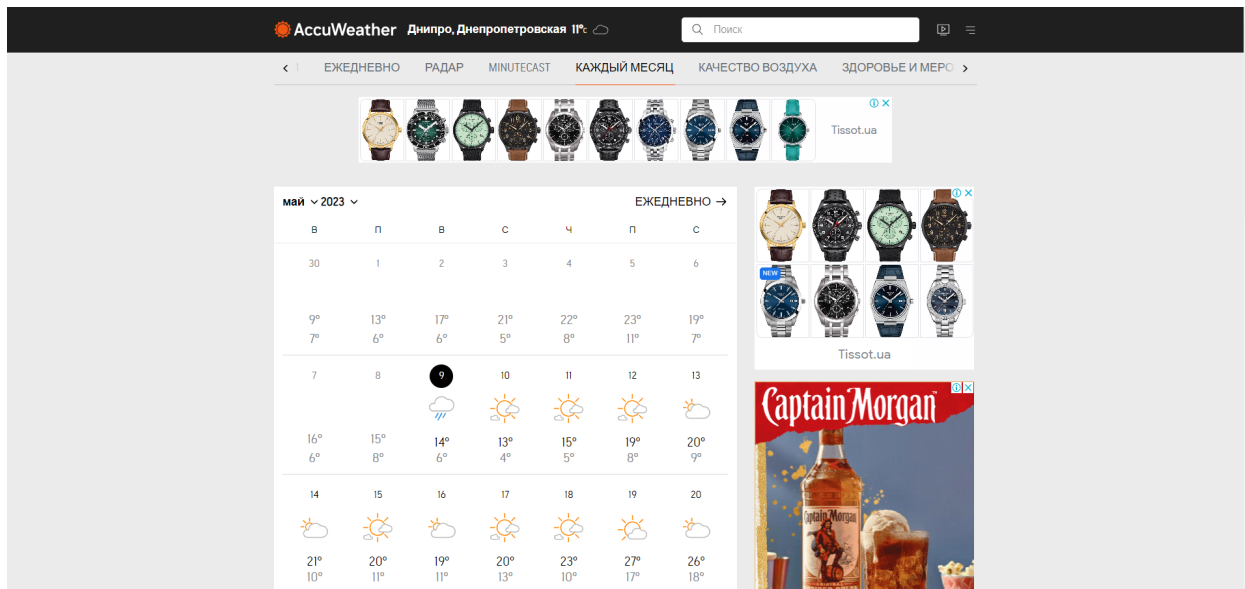 AccuWeather Днипро, Днепропетровская 11°C Поиск
ЕЖЕДНЕВНО РАДАР MINUTECAST КАЖДЫЙ МЕСЯЦ КАЧЕСТВО ВОЗДУХА ЗДОРОВЬЕ И МЕРО
Tissot.ua
май 2023 ЕЖЕДНЕВНО →
В П В С Ч П С
30 1 2 3 4 5 6
9° 13° 17° 21° 22° 23° 19°
7° 6° 6° 5° 8° 11° 7°
7 8 9 10 11 12 13
16° 15° 14° 13° 15° 19° 20°
6° 8° 6° 4° 5° 8° 9°
14 15 16 17 18 19 20
21° 20° 19° 20° 23° 27° 26°
10° 11° 11° 13° 10° 17° 18°
NEW
Tissot.ua
Captain Morgan
Captain Morgan